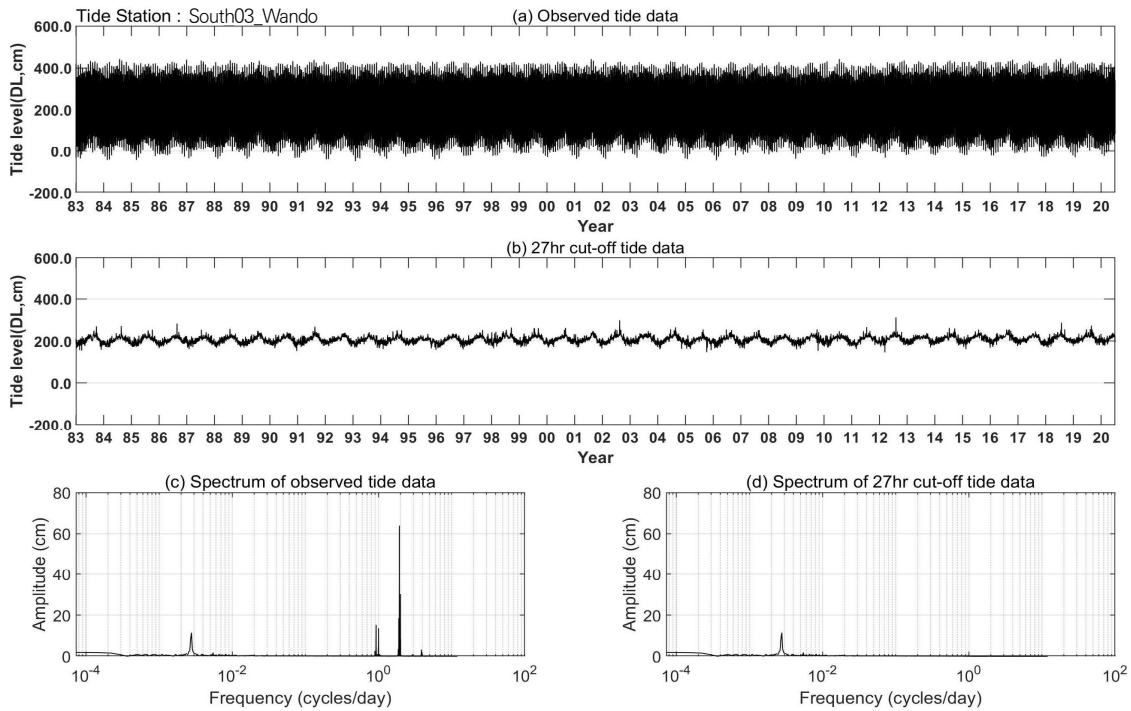 Tide Station : South03_Wando
(a) Observed tide data
600.0
400.0
200.0
0.0
-200.0
Tide level(DL,cm)
83 84 85 86 87 88 89 90 91 92 93 94 95 96 97 98 99 00 01 02 03 04 05 06 07 08 09 10 11 12 13 14 15 16 17 18 19 20
Year
(b) 27hr cut-off tide data
600.0
400.0
200.0
0.0
-200.0
Tide level(DL,cm)
83 84 85 86 87 88 89 90 91 92 93 94 95 96 97 98 99 00 01 02 03 04 05 06 07 08 09 10 11 12 13 14 15 16 17 18 19 20
Year
(c) Spectrum of observed tide data
80
60
40
20
0
Amplitude (cm)
10⁻⁴ 10⁻² 10⁰ 10²
Frequency (cycles/day)
(d) Spectrum of 27hr cut-off tide data
80
60
40
20
0
Amplitude (cm)
10⁻⁴ 10⁻² 10⁰ 10²
Frequency (cycles/day)